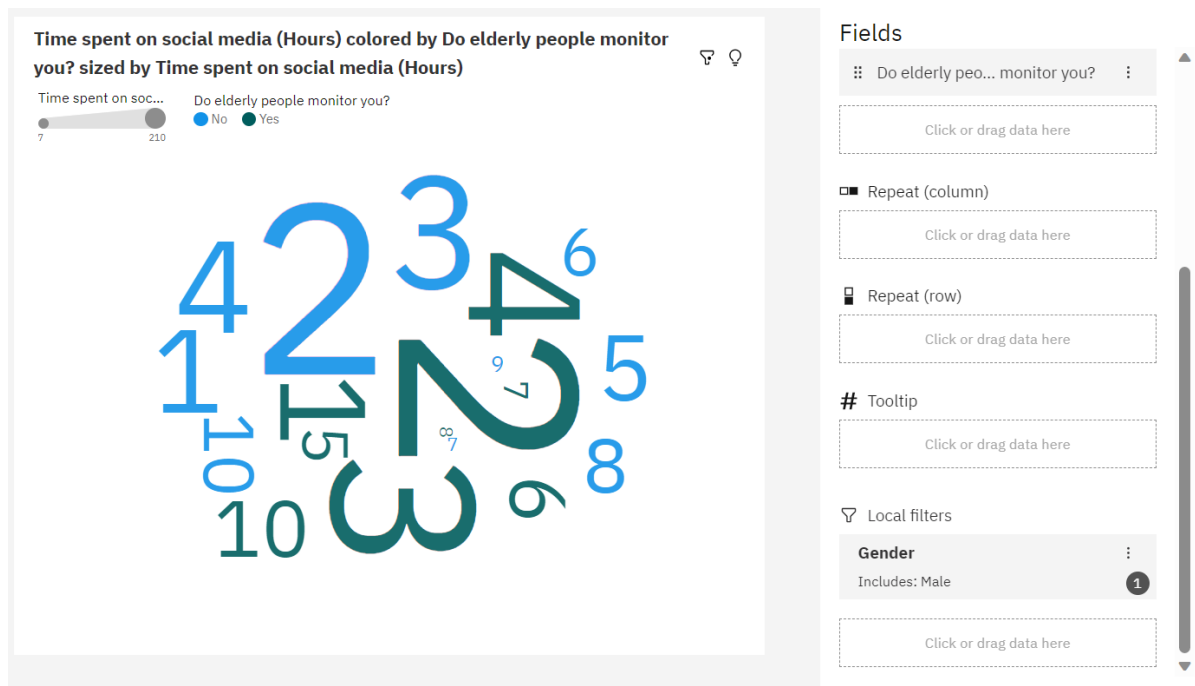 Time spent on social media (Hours) colored by Do elderly people monitor
you? sized by Time spent on social media (Hours)
Time spent on soc...
7
210
Do elderly people monitor you?
No
Yes
2
3
4
6
4
1
2
5
9
7
1
5
8
7
10
8
3
6
10
Fields
Do elderly peo... monitor you?
Click or drag data here
Repeat (column)
Click or drag data here
Repeat (row)
Click or drag data here
# Tooltip
Click or drag data here
Local filters
Gender
Includes: Male
1
Click or drag data here